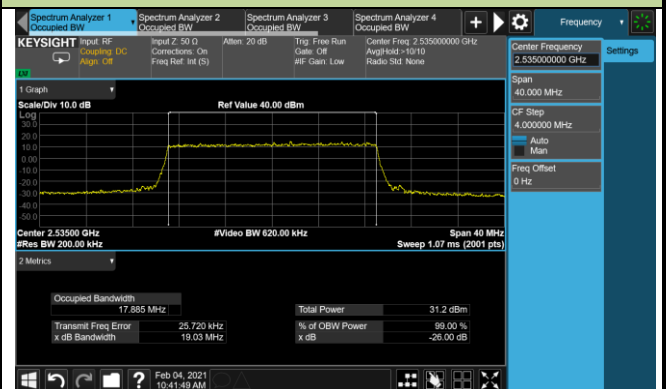 Spectrum Analyzer 1
Occupied BW
Spectrum Analyzer 2
Occupied BW
Spectrum Analyzer 3
Occupied BW
Spectrum Analyzer 4
Occupied BW
Frequency
KEYSIGHT
Input: RF
Coupling: DC
Align: Off
Input Z: 50 Ω
Corrections: On
Freq Ref: Int (S)
Atten: 20 dB
Trig: Free Run
Gate: Off
#IF Gain: Low
Center Freq: 2.535000000 GHz
Avg|Hold:>10/10
Radio Std: None
Center Frequency
2.535000000 GHz
Settings
Span
40.000 MHz
CF Step
4.000000 MHz
Auto
Man
Freq Offset
0 Hz
1 Graph
Scale/Div 10.0 dB
Ref Value 40.00 dBm
Log
30.0
20.0
10.0
0.00
-10.0
-20.0
-30.0
-40.0
-50.0
Center 2.53500 GHz
#Video BW 620.00 kHz
Span 40 MHz
#Res BW 200.00 kHz
Sweep 1.07 ms (2001 pts)
2 Metrics
Occupied Bandwidth
17.885 MHz
Total Power
31.2 dBm
Transmit Freq Error
25.720 kHz
% of OBW Power
99.00 %
x dB Bandwidth
19.03 MHz
x dB
-26.00 dB
Feb 04, 2021
10:41:49 AM